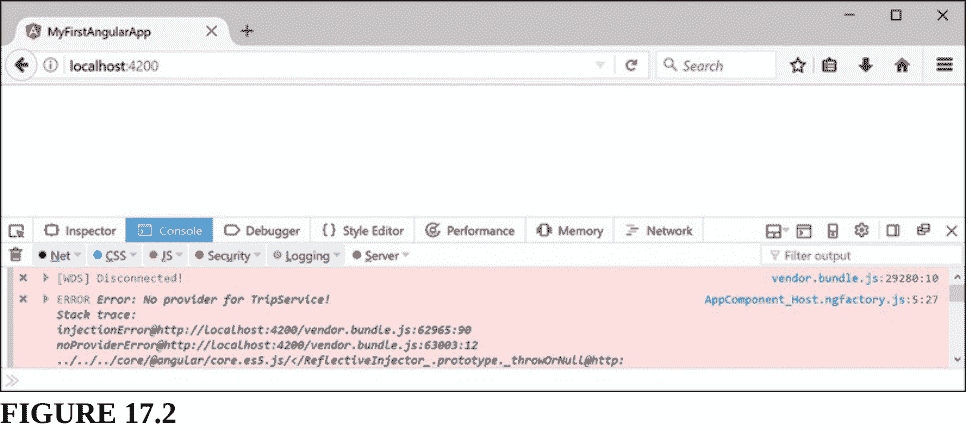 MyFirstAngularApp
localhost:4200
Search
Inspector Console Debugger { } Style Editor Performance Memory Network
Net CSS JS Security Logging Server Filter output
[WDS] Disconnected! vendor.bundle.js:29280:10
ERROR Error: No provider for TripService! AppComponent_Host.ngfactory.js:5:27
Stack trace:
injectionError@http://localhost:4200/vendor.bundle.js:62965:90
noProviderError@http://localhost:4200/vendor.bundle.js:63003:12
../../../core/@angular/core.es5.js/</ReflectiveInjector_.prototype._throwOrNull@http:
FIGURE 17.2